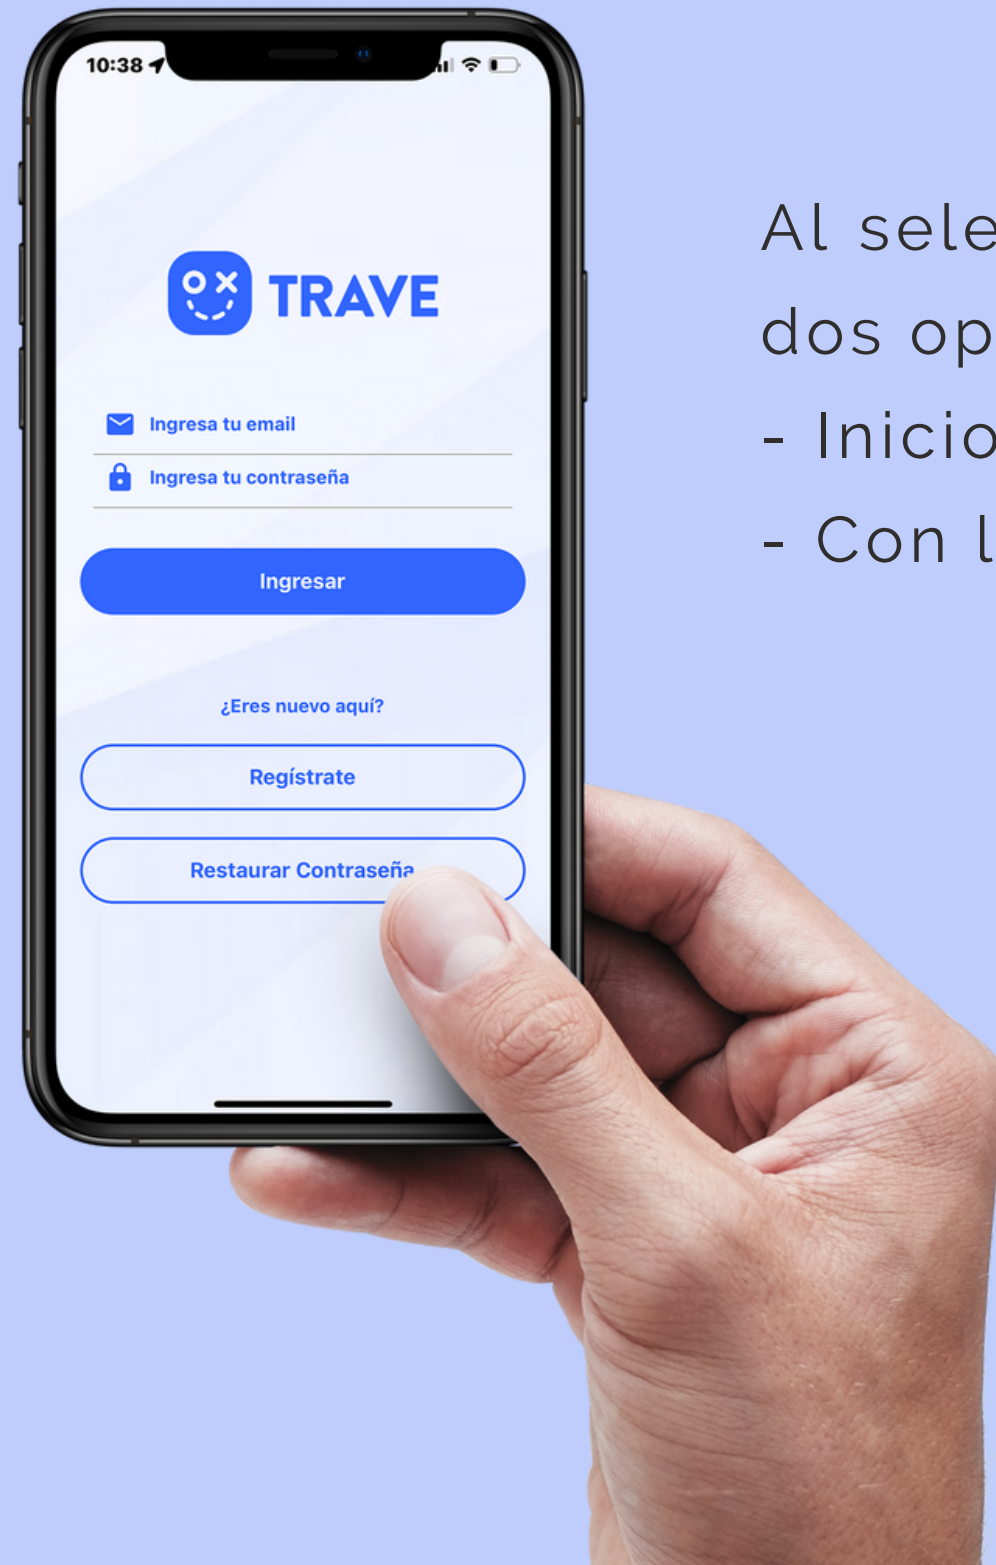 10:38
TRAVE
Ingresa tu email
Ingresa tu contraseña
Ingresar
¿Eres nuevo aquí?
Regístrate
Restaurar Contraseña
Al sele
dos op
- Inicio
- Con l